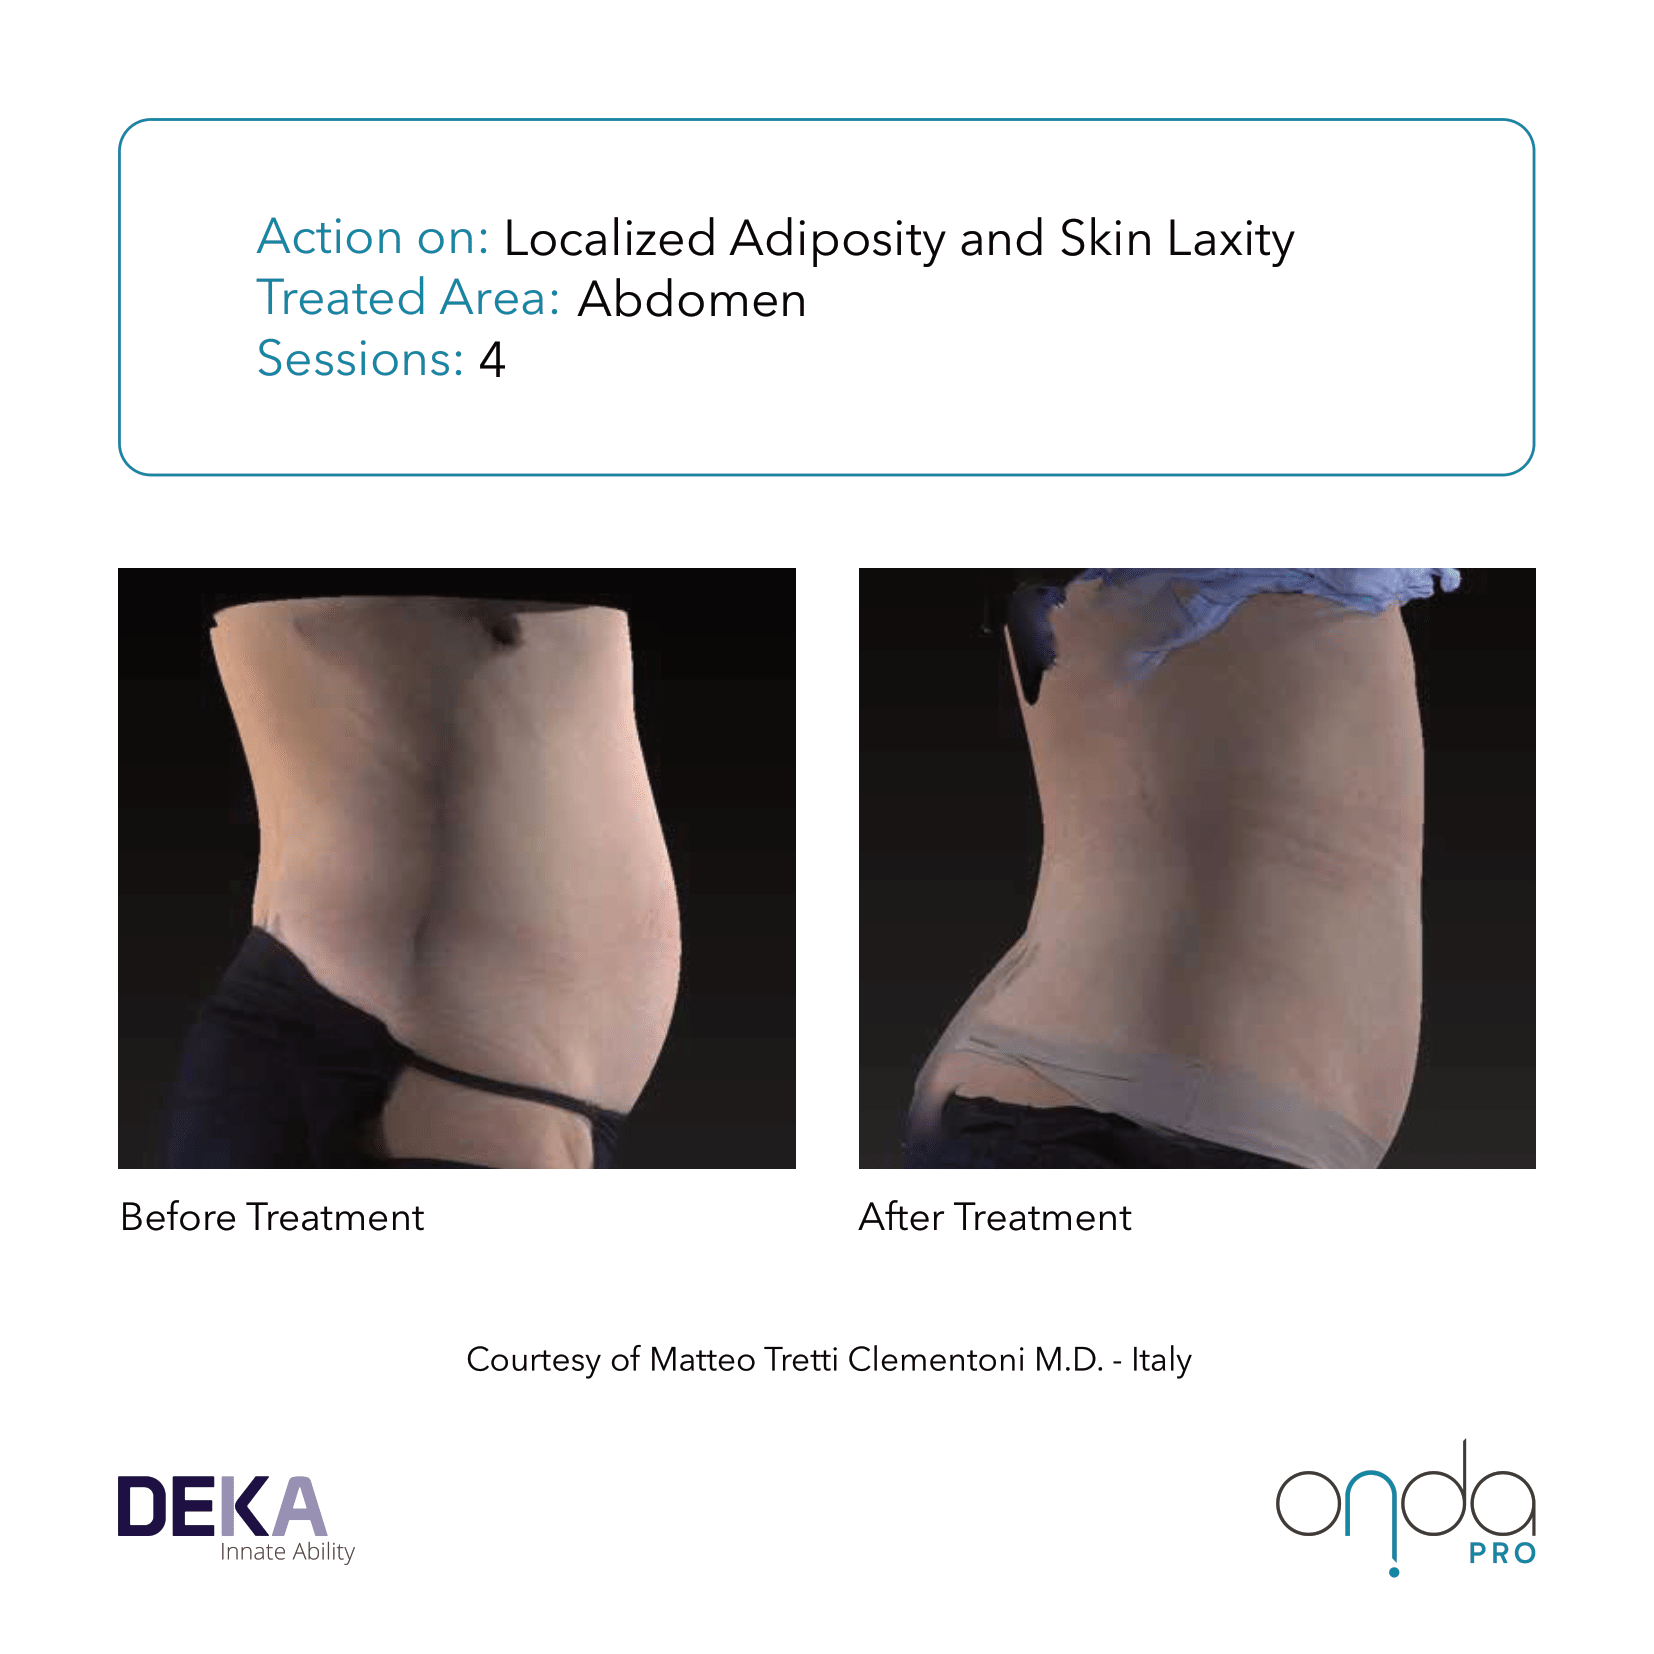 Action on: Localized Adiposity and Skin Laxity
Treated Area: Abdomen
Sessions: 4
Before Treatment
After Treatment
Courtesy of Matteo Tretti Clementoni M.D. - Italy
DEKA
Innate Ability
onda
PRO